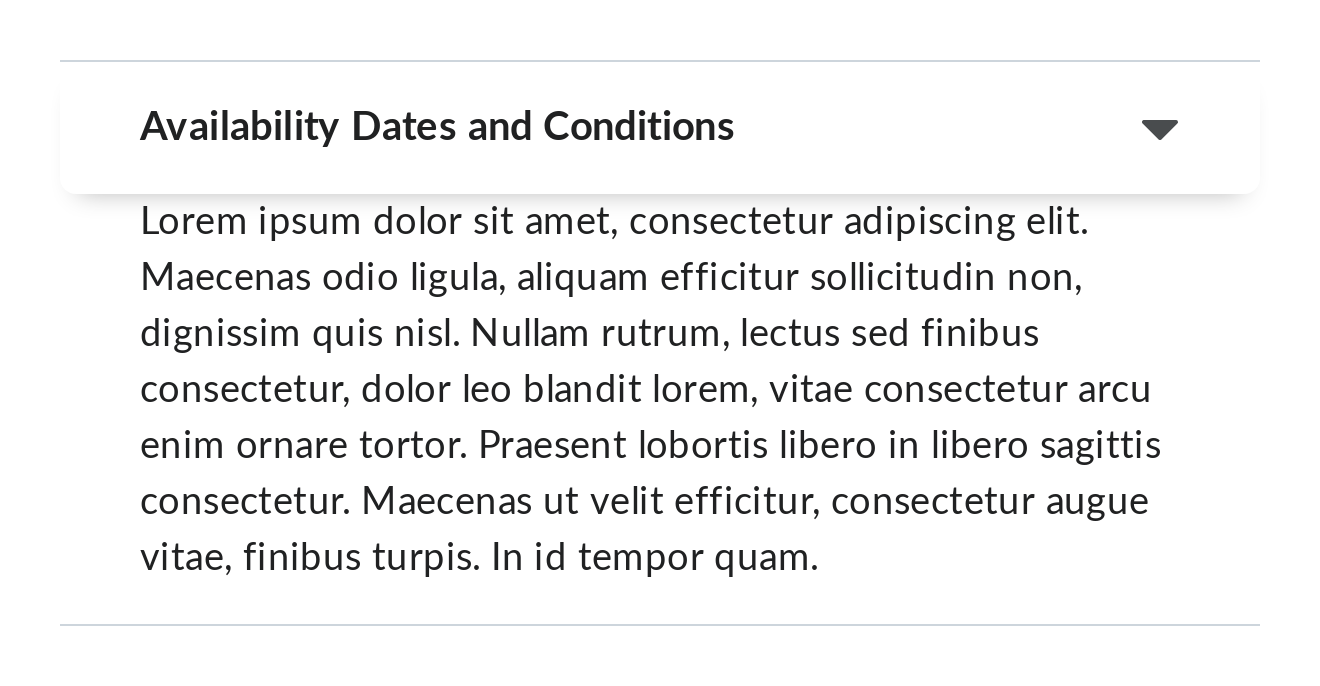 Availability Dates and Conditions
Lorem ipsum dolor sit amet, consectetur adipiscing elit.
Maecenas odio ligula, aliquam efficitur sollicitudin non,
dignissim quis nisl. Nullam rutrum, lectus sed finibus
consectetur, dolor leo blandit lorem, vitae consectetur arcu
enim ornare tortor. Praesent lobortis libero in libero sagittis
consectetur. Maecenas ut velit efficitur, consectetur augue
vitae, finibus turpis. In id tempor quam.